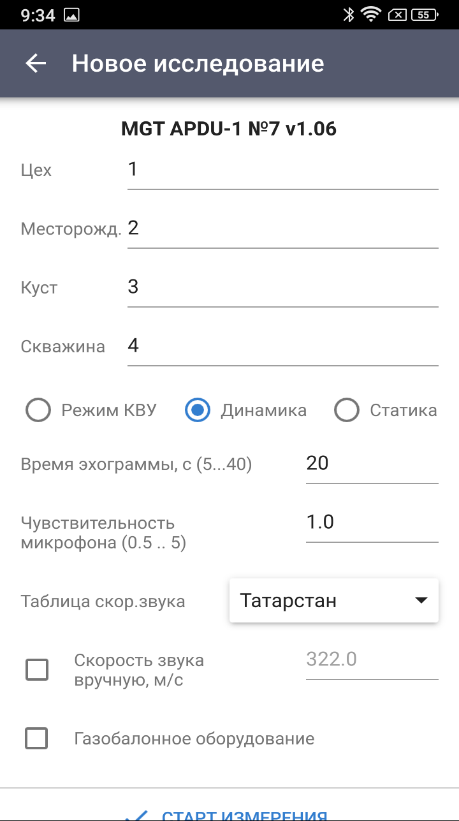 9:34 55
Новое исследование
MGT APDU-1 №7 v1.06
Цех 1
Месторожд. 2
Куст 3
Скважина 4
Режим КВУ Динамика Статика
Время эхограммы, с (5...40) 20
Чувствительность
микрофона (0.5 .. 5) 1.0
Таблица скор.звука Татарстан
Скорость звука
вручную, м/с 322.0
Газобалонное оборудование
СТАРТ ИЗМЕРЕНИЯ